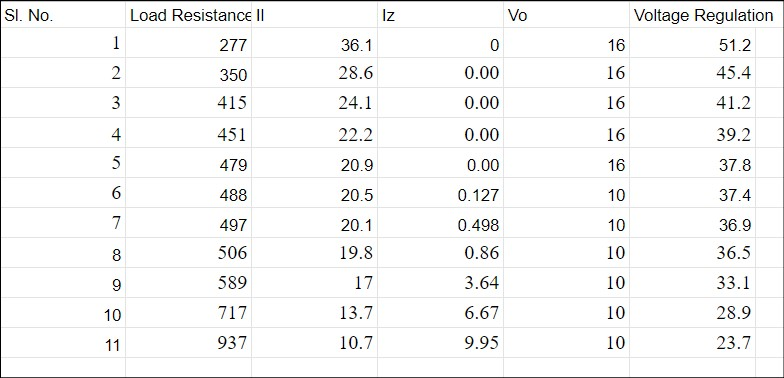 Sl. No. Load Resistance Il Iz Vo Voltage Regulation
1 277 36.1 0 16 51.2
2 350 28.6 0.00 16 45.4
3 415 24.1 0.00 16 41.2
4 451 22.2 0.00 16 39.2
5 479 20.9 0.00 16 37.8
6 488 20.5 0.127 10 37.4
7 497 20.1 0.498 10 36.9
8 506 19.8 0.86 10 36.5
9 589 17 3.64 10 33.1
10 717 13.7 6.67 10 28.9
11 937 10.7 9.95 10 23.7